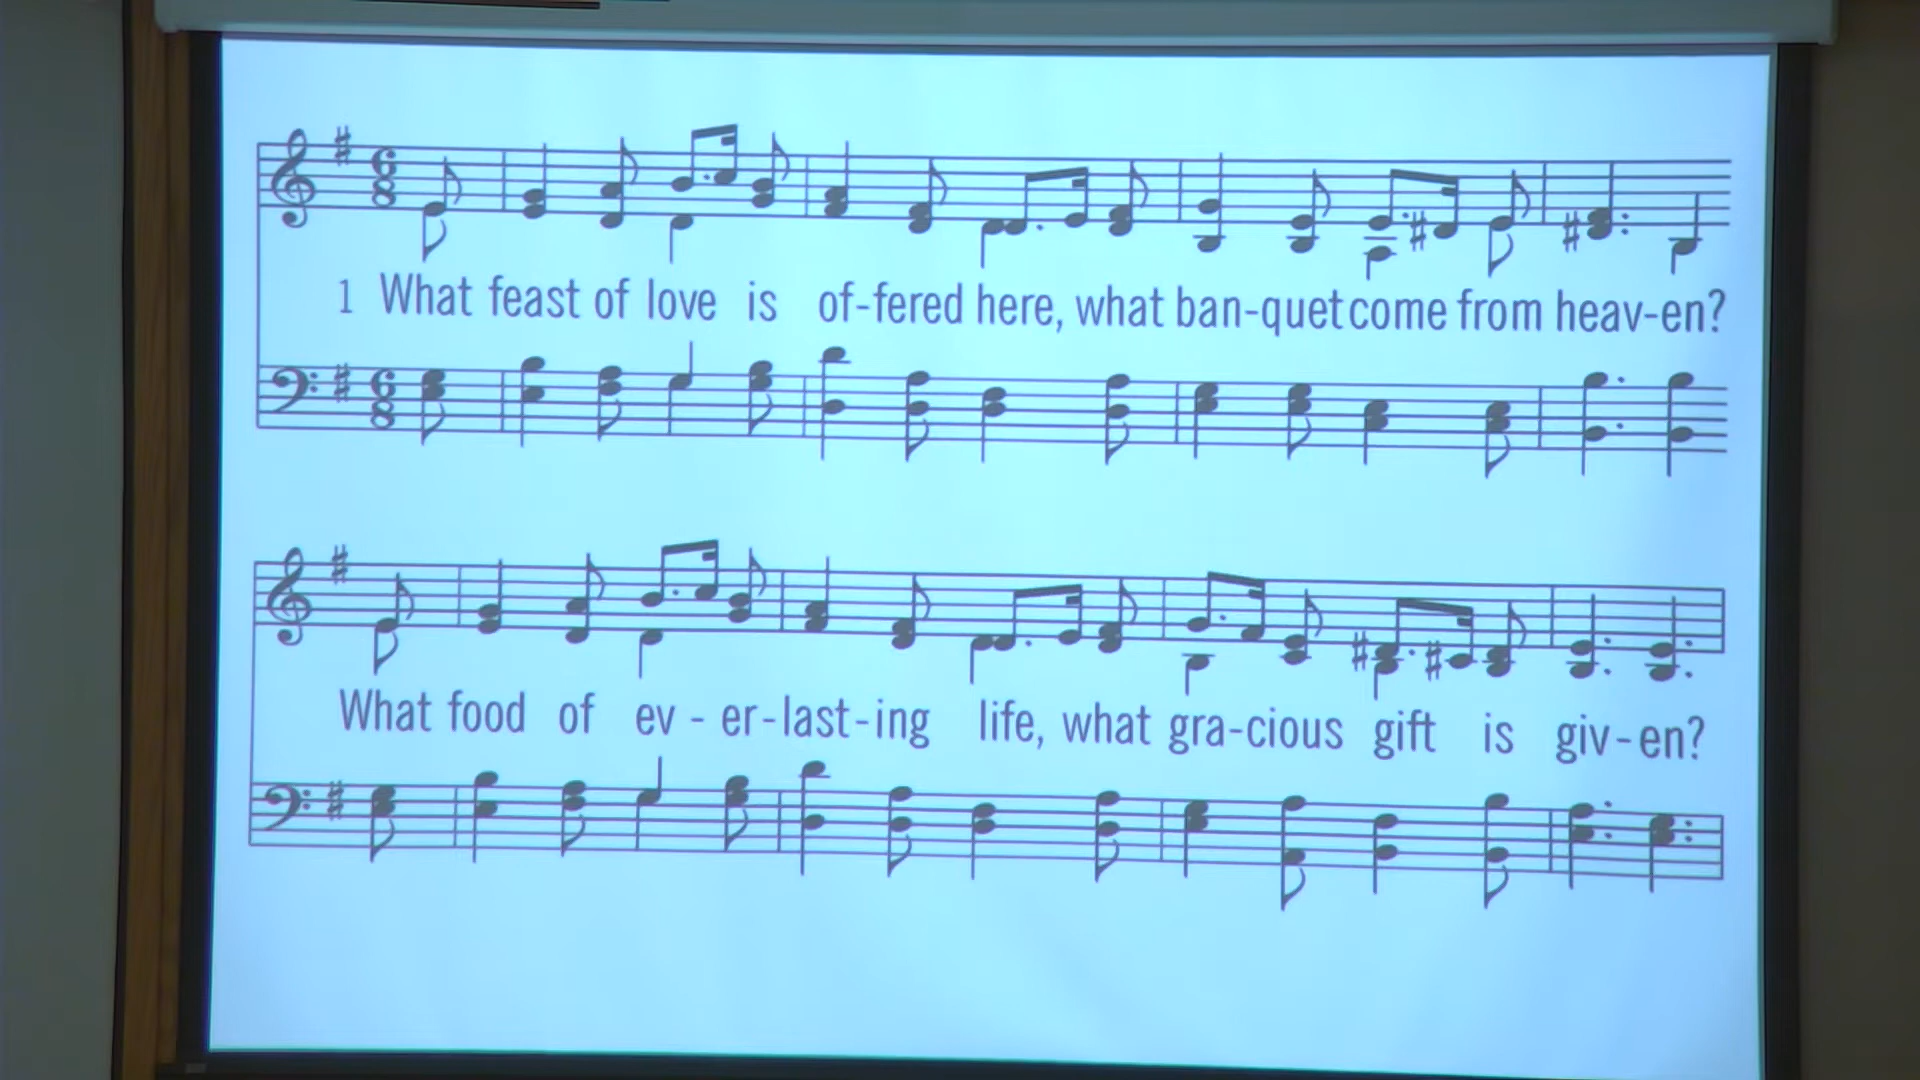 1 What feast of love is of-fered here, what ban-quet come from heav-en?
What food of ev - er-last-ing life, what gra-cious gift is giv-en?